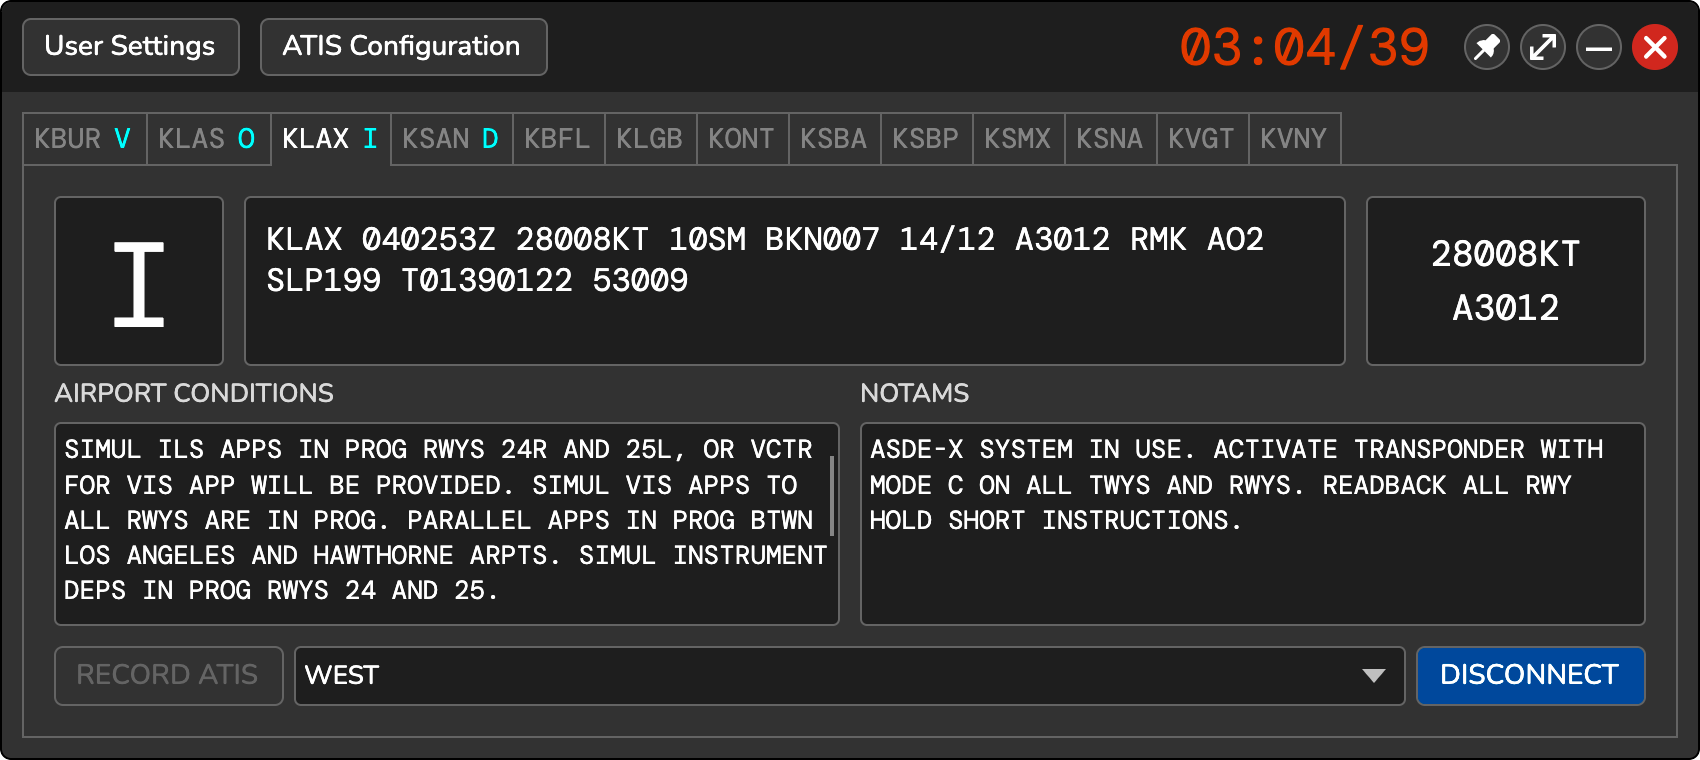 User Settings
ATIS Configuration
03:04/39
KBUR V
KLAS O
KLAX I
KSAN D
KBFL
KLGB
KONT
KSBA
KSBP
KSMX
KSNA
KVGT
KVNY
I
KLAX 040253Z 28008KT 10SM BKN007 14/12 A3012 RMK AO2
SLP199 T01390122 53009
28008KT
A3012
AIRPORT CONDITIONS
SIMUL ILS APPS IN PROG RWYS 24R AND 25L, OR VCTR
FOR VIS APP WILL BE PROVIDED. SIMUL VIS APPS TO
ALL RWYS ARE IN PROG. PARALLEL APPS IN PROG BTWN
LOS ANGELES AND HAWTHORNE ARPTS. SIMUL INSTRUMENT
DEPS IN PROG RWYS 24 AND 25.
NOTAMS
ASDE-X SYSTEM IN USE. ACTIVATE TRANSPONDER WITH
MODE C ON ALL TWYS AND RWYS. READBACK ALL RWY
HOLD SHORT INSTRUCTIONS.
RECORD ATIS
WEST
DISCONNECT